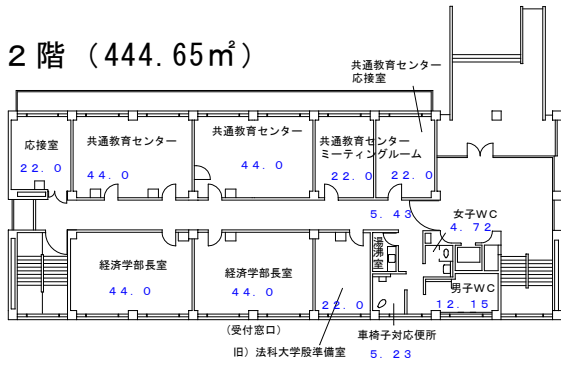 2階（444.65㎡）
共通教育センター
応接室
応接室
22.0
共通教育センター
44.0
共通教育センター
44.0
共通教育センター
ミーティングルーム
22.0
22.0
5.43
女子WC
4.72
湯沸室
経済学部長室
44.0
経済学部長室
44.0
22.0
男子WC
12.15
(受付窓口)
車椅子対応便所
5.23
旧）法科大学股準備室